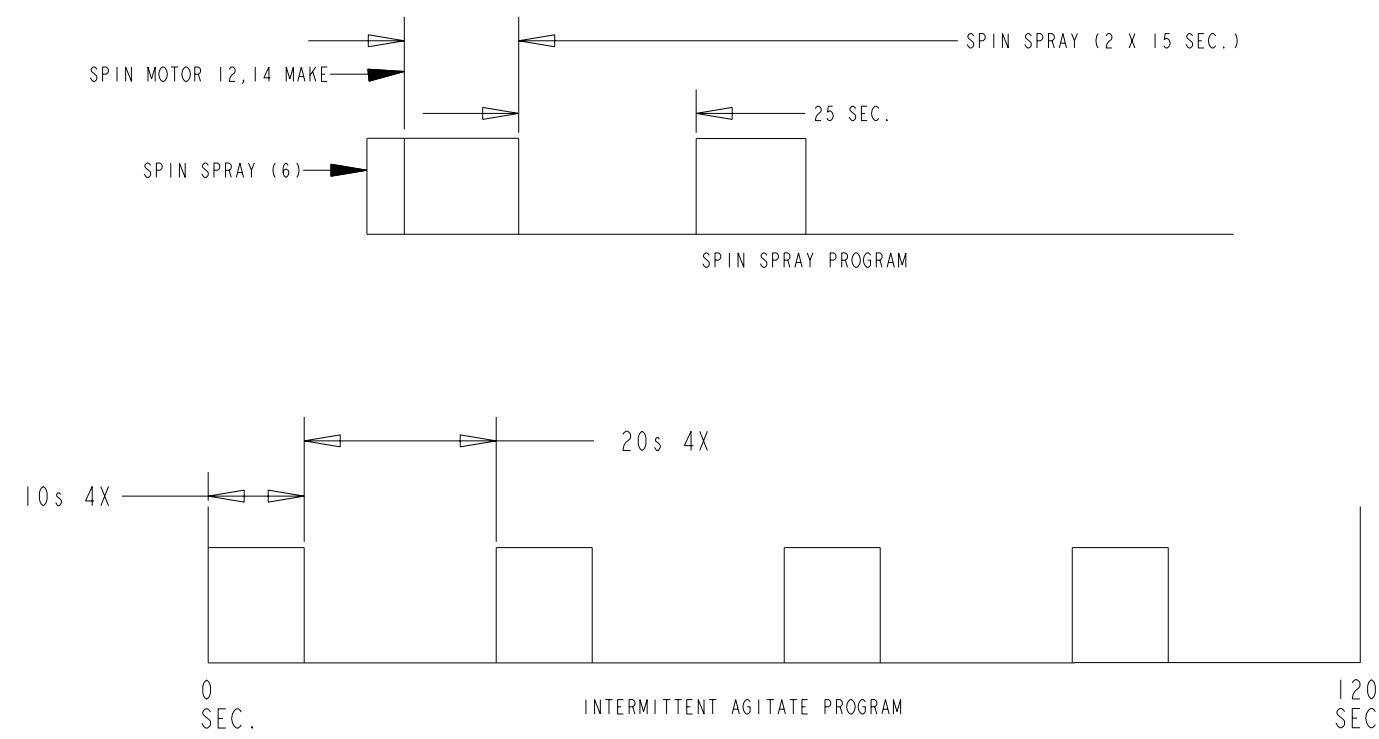 SPIN SPRAY (2 X 15 SEC.)
SPIN MOTOR 12,14 MAKE
25 SEC.
SPIN SPRAY (6)
SPIN SPRAY PROGRAM
20s 4X
10s 4X
0
SEC.
INTERMITTENT AGITATE PROGRAM
120
SEC